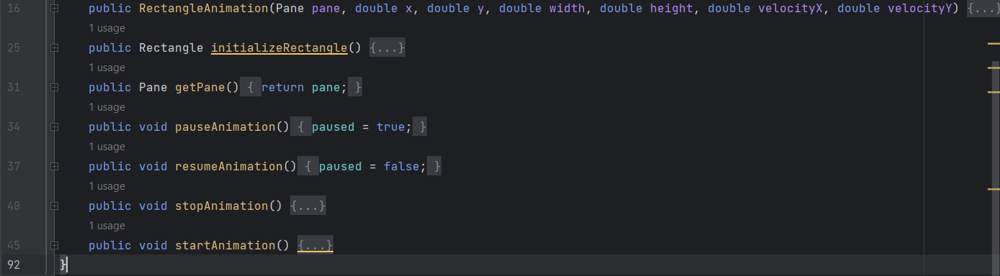 16 public RectangleAnimation(Pane pane, double x, double y, double width, double height, double velocityX, double velocityY) {...}
1 usage
25 public Rectangle initializeRectangle() {...}
1 usage
31 public Pane getPane() { return pane; }
1 usage
34 public void pauseAnimation() { paused = true; }
1 usage
37 public void resumeAnimation() { paused = false; }
1 usage
40 public void stopAnimation() {...}
1 usage
45 public void startAnimation() {...}
92 }